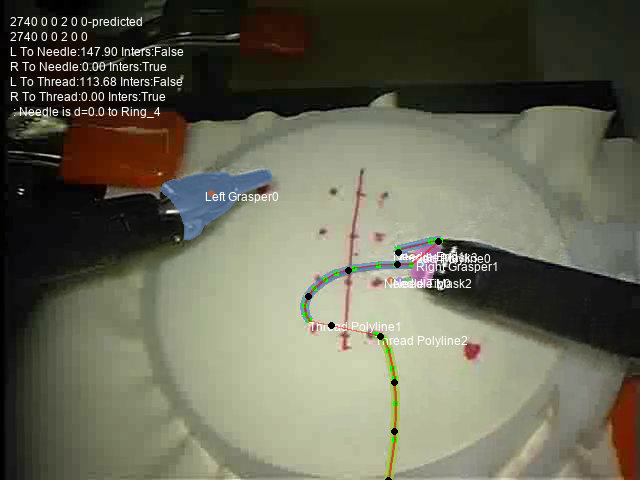 2740 0 0 2 0 0-predicted
2740 0 0 2 0 0
L To Needle:147.90 Inters:False
R To Needle:0.00 Inters:True
L To Thread:113.68 Inters:False
R To Thread:0.00 Inters:True
: Needle is d=0.0 to Ring_4
Left Grasper0
Right Grasper1
Thread Polyline1
Thread Polyline2